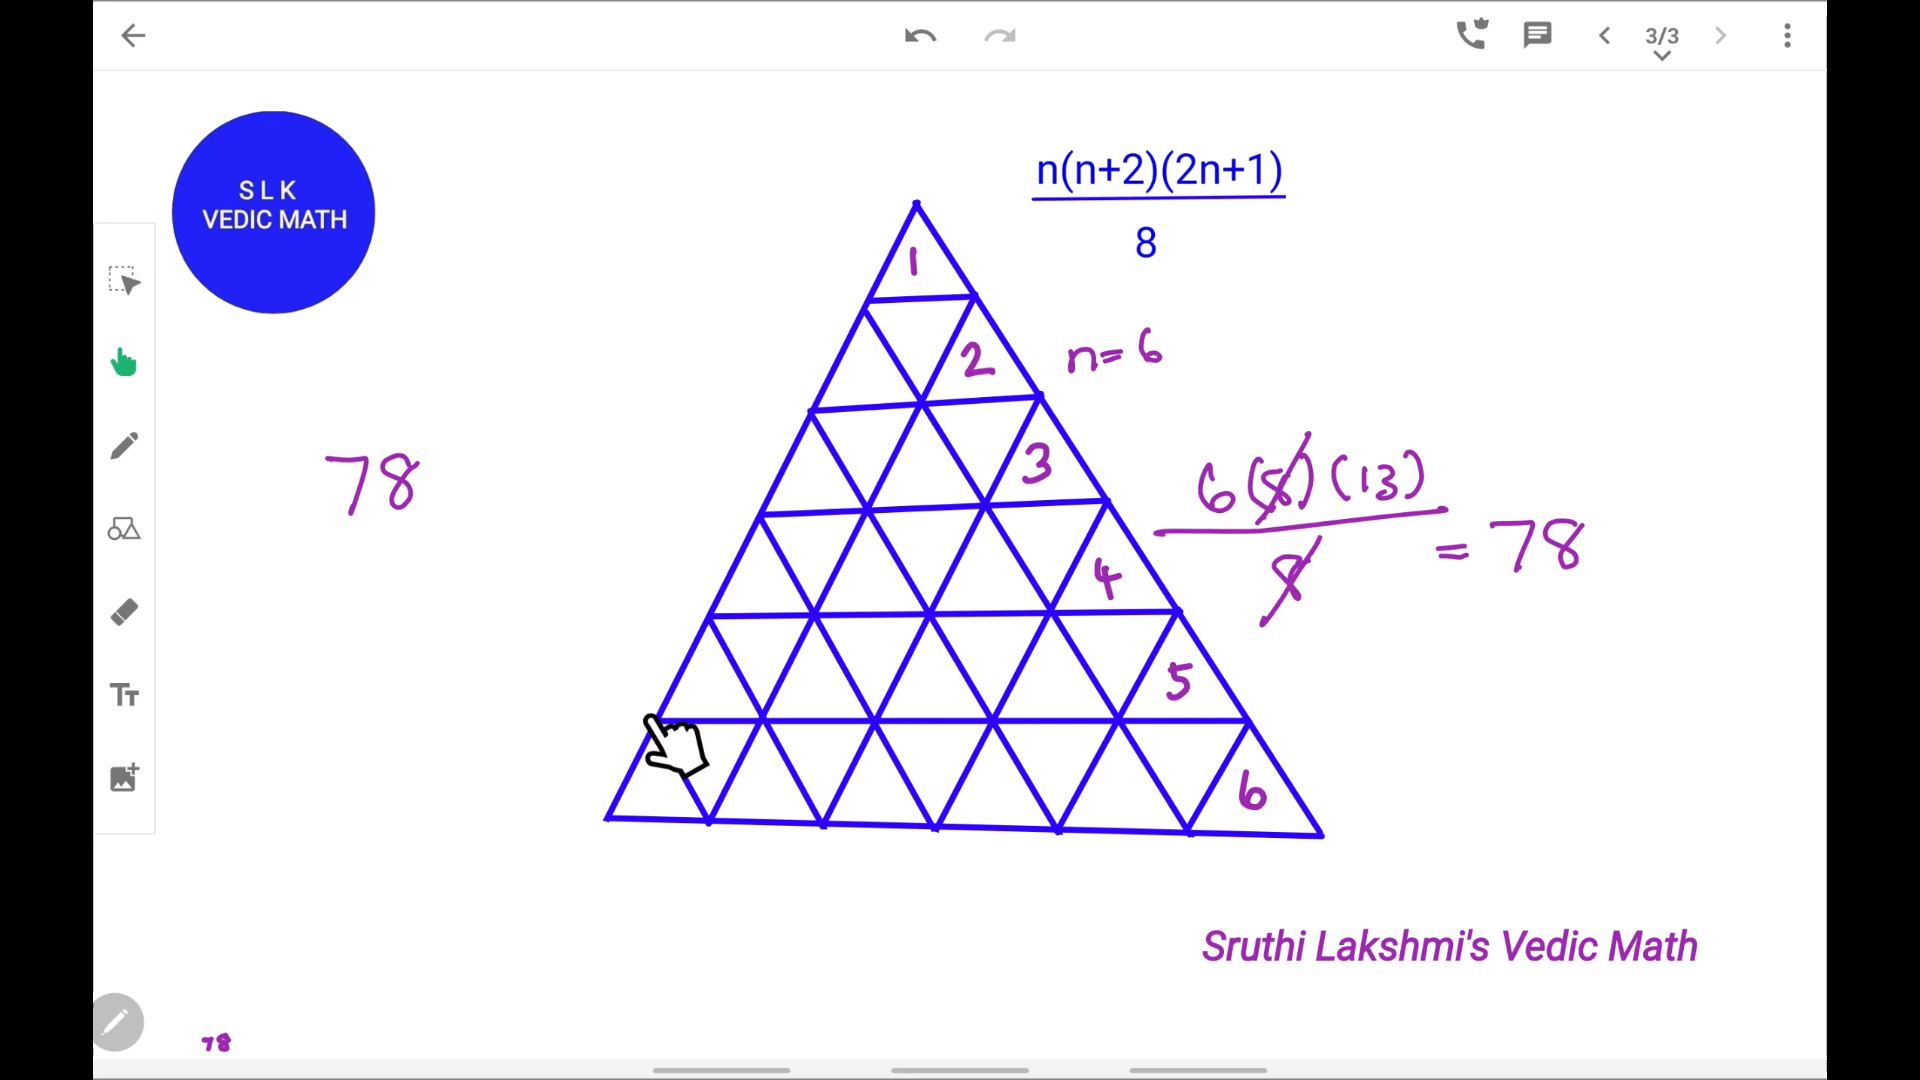 3/3
S L K
VEDIC MATH
n(n+2)(2n+1)
8
1
2
n=6
3
78
6(8)(13)
8
= 78
4
5
6
Tт
Sruthi Lakshmi's Vedic Math
78